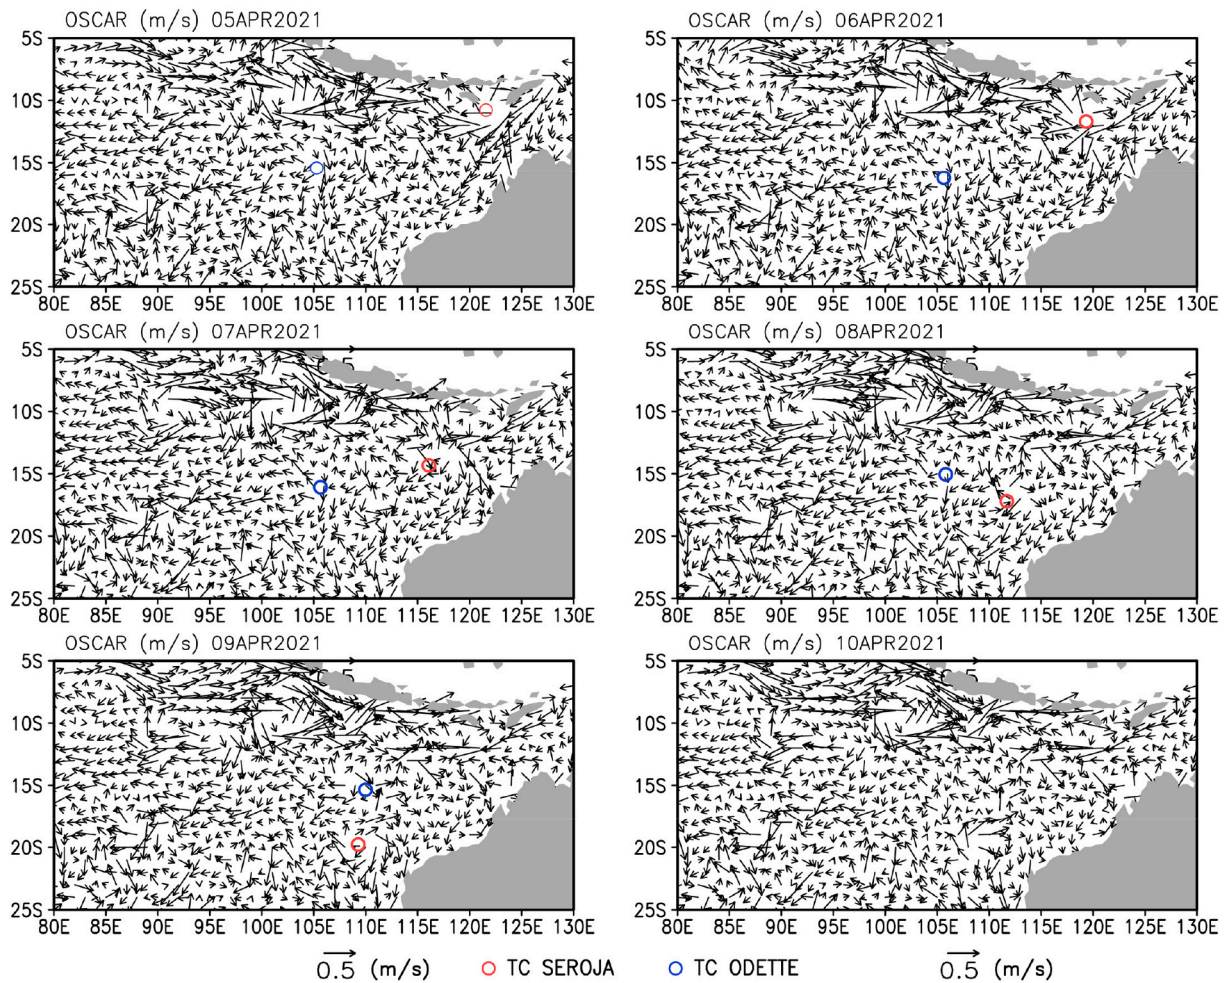 OSCAR (m/s) 05APR2021
5S
10S
15S
20S
25S
80E 85E 90E 95E 100E 105E 110E 115E 120E 125E 130E
OSCAR (m/s) 06APR2021
5S
10S
15S
20S
25S
80E 85E 90E 95E 100E 105E 110E 115E 120E 125E 130E
OSCAR (m/s) 07APR2021
5S
10S
15S
20S
25S
80E 85E 90E 95E 100E 105E 110E 115E 120E 125E 130E
OSCAR (m/s) 08APR2021
5S
10S
15S
20S
25S
80E 85E 90E 95E 100E 105E 110E 115E 120E 125E 130E
OSCAR (m/s) 09APR2021
5S
10S
15S
20S
25S
80E 85E 90E 95E 100E 105E 110E 115E 120E 125E 130E
OSCAR (m/s) 10APR2021
5S
10S
15S
20S
25S
80E 85E 90E 95E 100E 105E 110E 115E 120E 125E 130E
0.5 (m/s) TC SEROJA TC ODETTE 0.5 (m/s)